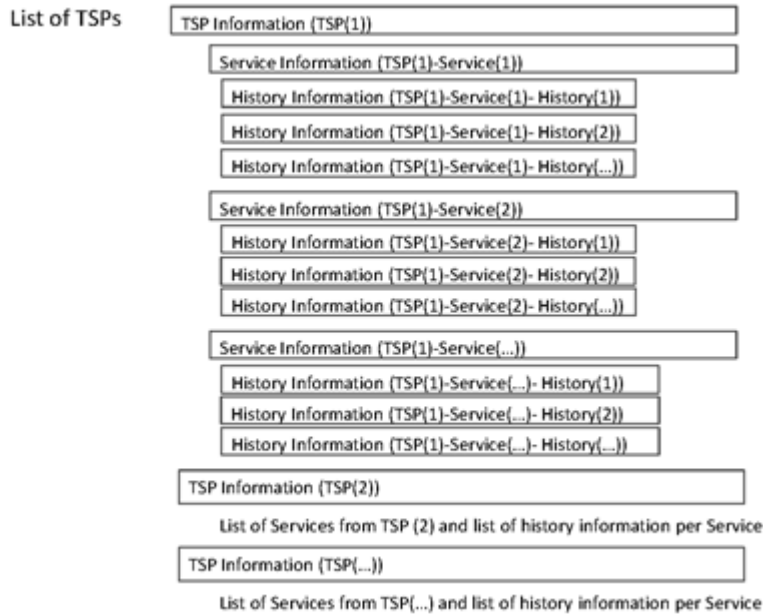 List of TSPs
TSP Information (TSP(1))
Service Information (TSP(1)-Service(1))
History Information (TSP(1)-Service(1)- History(1))
History Information (TSP(1)-Service(1)- History(2))
History Information (TSP(1)-Service(1)- History(...))
Service Information (TSP(1)-Service(2))
History Information (TSP(1)-Service(2)- History(1))
History Information (TSP(1)-Service(2)- History(2))
History Information (TSP(1)-Service(2)- History(...))
Service Information (TSP(1)-Service(...))
History Information (TSP(1)-Service(...)- History(1))
History Information (TSP(1)-Service(...)- History(2))
History Information (TSP(1)-Service(...)- History(...))
TSP Information (TSP(2))
List of Services from TSP (2) and list of history information per Service
TSP Information (TSP(...))
List of Services from TSP(...) and list of history information per Service